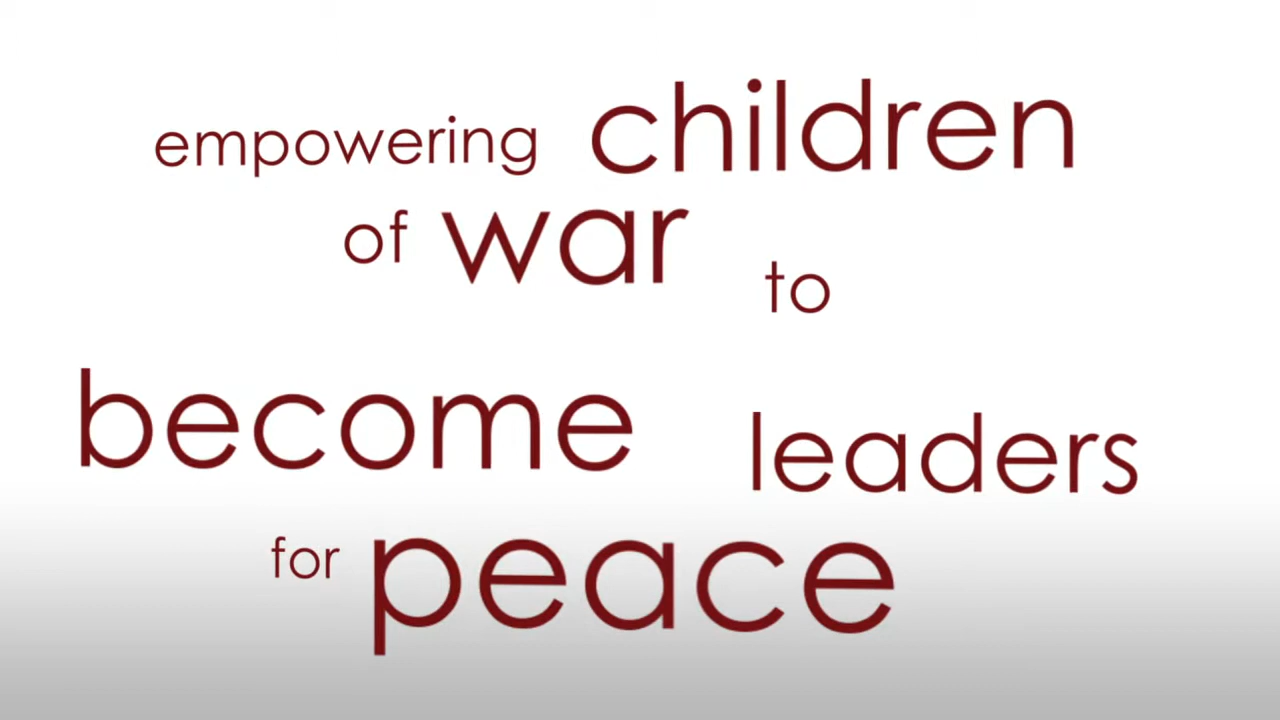 empowering children
of war to
become leaders
for peace